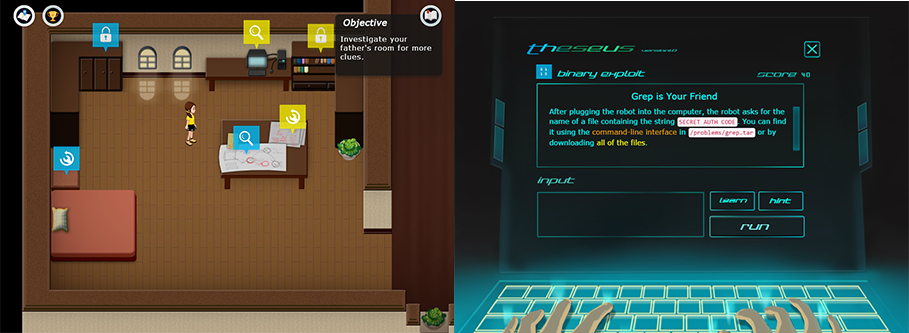 Objective
Investigate your
father's room for more
clues.
theseus version1.0
binary exploit
score 40
Grep is Your Friend
After plugging the robot into the computer, the robot asks for the
name of a file containing the string SECRET AUTH CODE. You can find
it using the command-line interface in /problems/grep.tar or by
downloading all of the files.
input
learn
hint
run